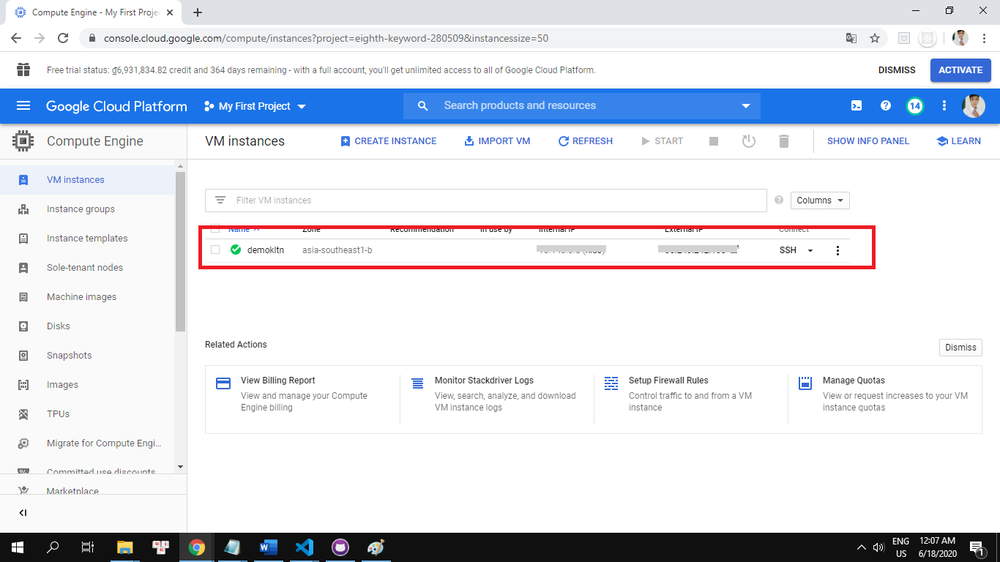 Compute Engine - My First Proje
console.cloud.google.com/compute/instances?project=eighth-keyword-280509&instancessize=50
Free trial status: ₫6,931,834.82 credit and 364 days remaining - with a full account, you'll get unlimited access to all of Google Cloud Platform.
DISMISS
ACTIVATE
Google Cloud Platform
My First Project
Search products and resources
14
Compute Engine
VM instances
CREATE INSTANCE
IMPORT VM
REFRESH
START
SHOW INFO PANEL
LEARN
VM instances
Instance groups
Instance templates
Sole-tenant nodes
Machine images
Disks
Snapshots
Images
TPUs
Migrate for Compute Engi...
Committed use discounts
Marketplace
Filter VM instances
Columns
Name Zone Recommendation In use by Internal IP External IP Connect
demokltn asia-southeast1-b SSH
Related Actions
Dismiss
View Billing Report
View and manage your Compute
Engine billing
Monitor Stackdriver Logs
View, search, analyze, and download
VM instance logs
Setup Firewall Rules
Control traffic to and from a VM
instance
Manage Quotas
View or request increases to your VM
instance quotas
ENG
US
12:07 AM
6/18/2020
1